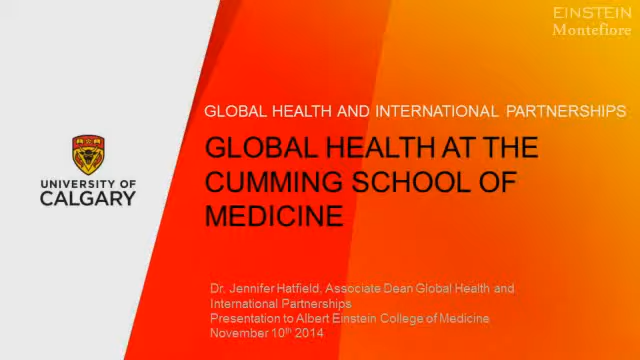 EINSTEIN
Montefiore
GLOBAL HEALTH AND INTERNATIONAL PARTNERSHIPS
GLOBAL HEALTH AT THE
CUMMING SCHOOL OF
MEDICINE
UNIVERSITY OF
CALGARY
Dr. Jennifer Hatfield, Associate Dean Global Health and
International Partnerships
Presentation to Albert Einstein College of Medicine
November 10th 2014